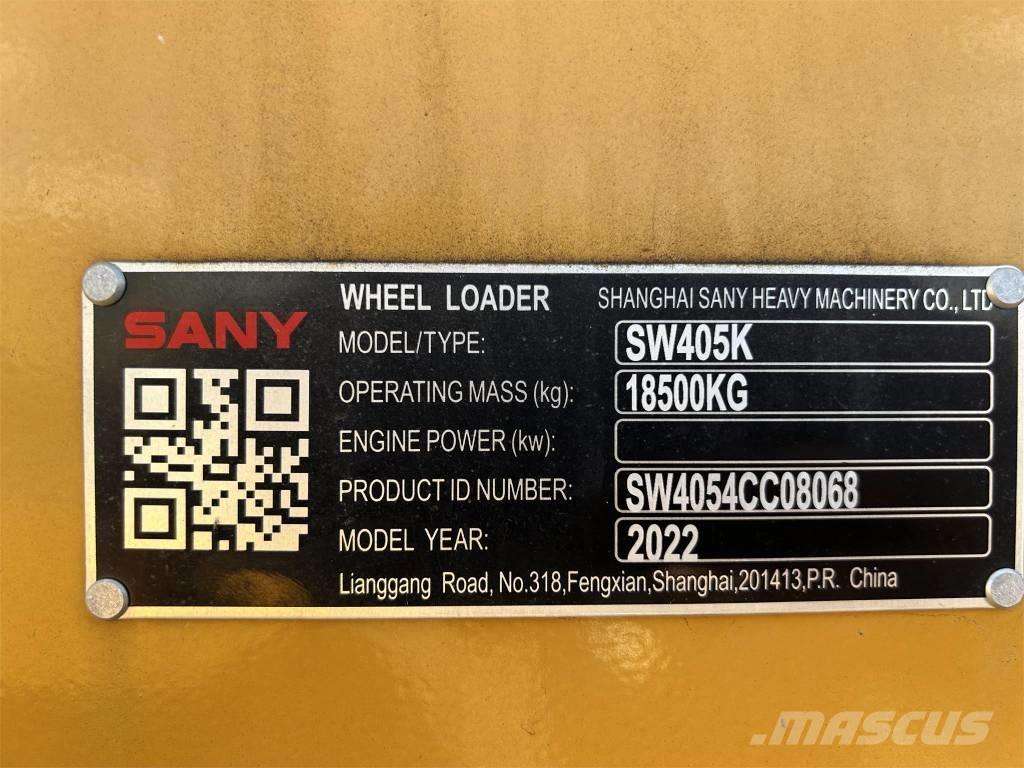 SANY
WHEEL LOADER SHANGHAI SANY HEAVY MACHINERY CO., LTD
MODEL/TYPE: SW405K
OPERATING MASS (kg): 18500KG
ENGINE POWER (kw):
PRODUCT ID NUMBER: SW4054CC08068
MODEL YEAR: 2022
Lianggang Road, No.318,Fengxian,Shanghai,201413,P.R. China
MASCUS